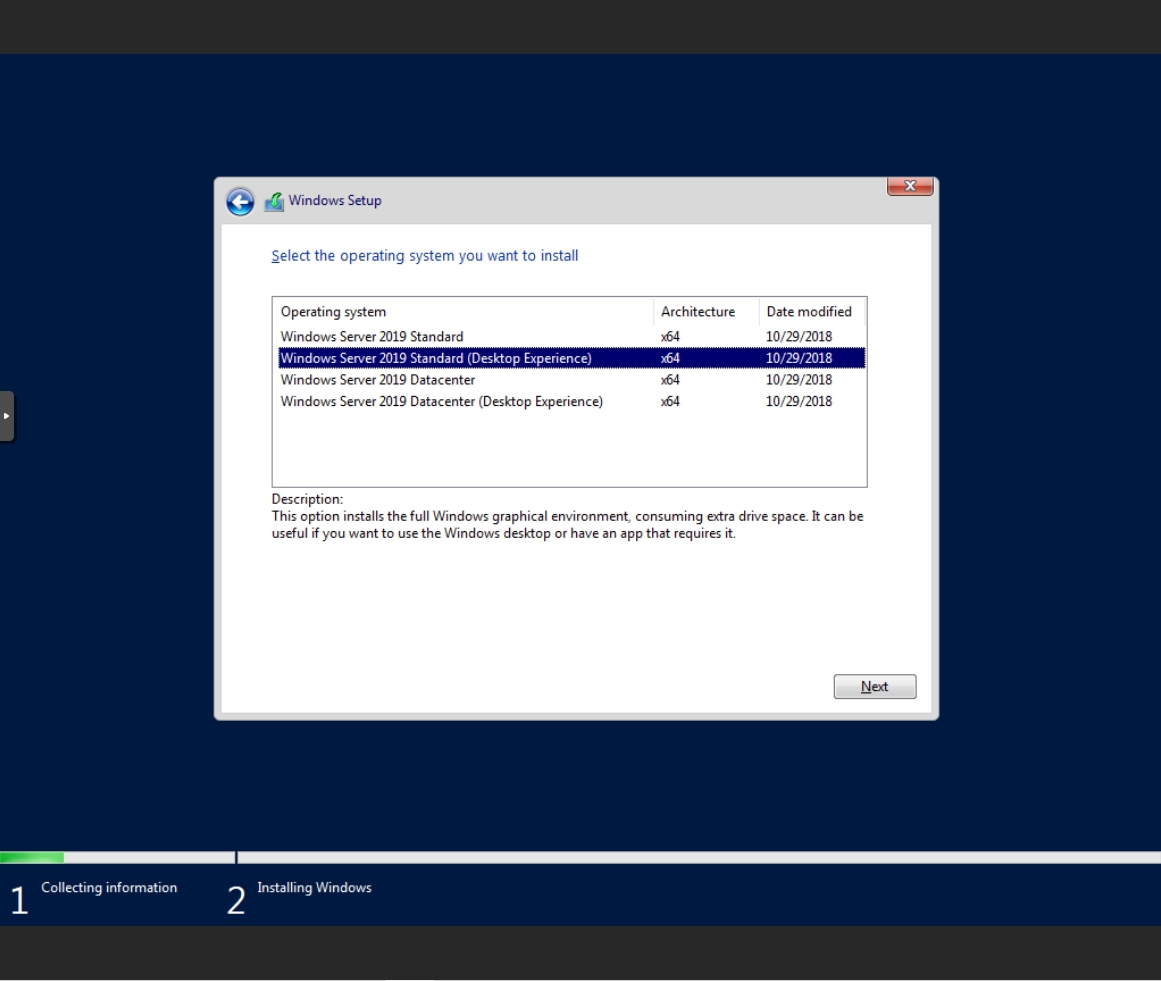 Windows Setup
Select the operating system you want to install
Operating system Architecture Date modified
Windows Server 2019 Standard x64 10/29/2018
Windows Server 2019 Standard (Desktop Experience) x64 10/29/2018
Windows Server 2019 Datacenter x64 10/29/2018
Windows Server 2019 Datacenter (Desktop Experience) x64 10/29/2018
Description:
This option installs the full Windows graphical environment, consuming extra drive space. It can be
useful if you want to use the Windows desktop or have an app that requires it.
Next
1 Collecting information 2 Installing Windows